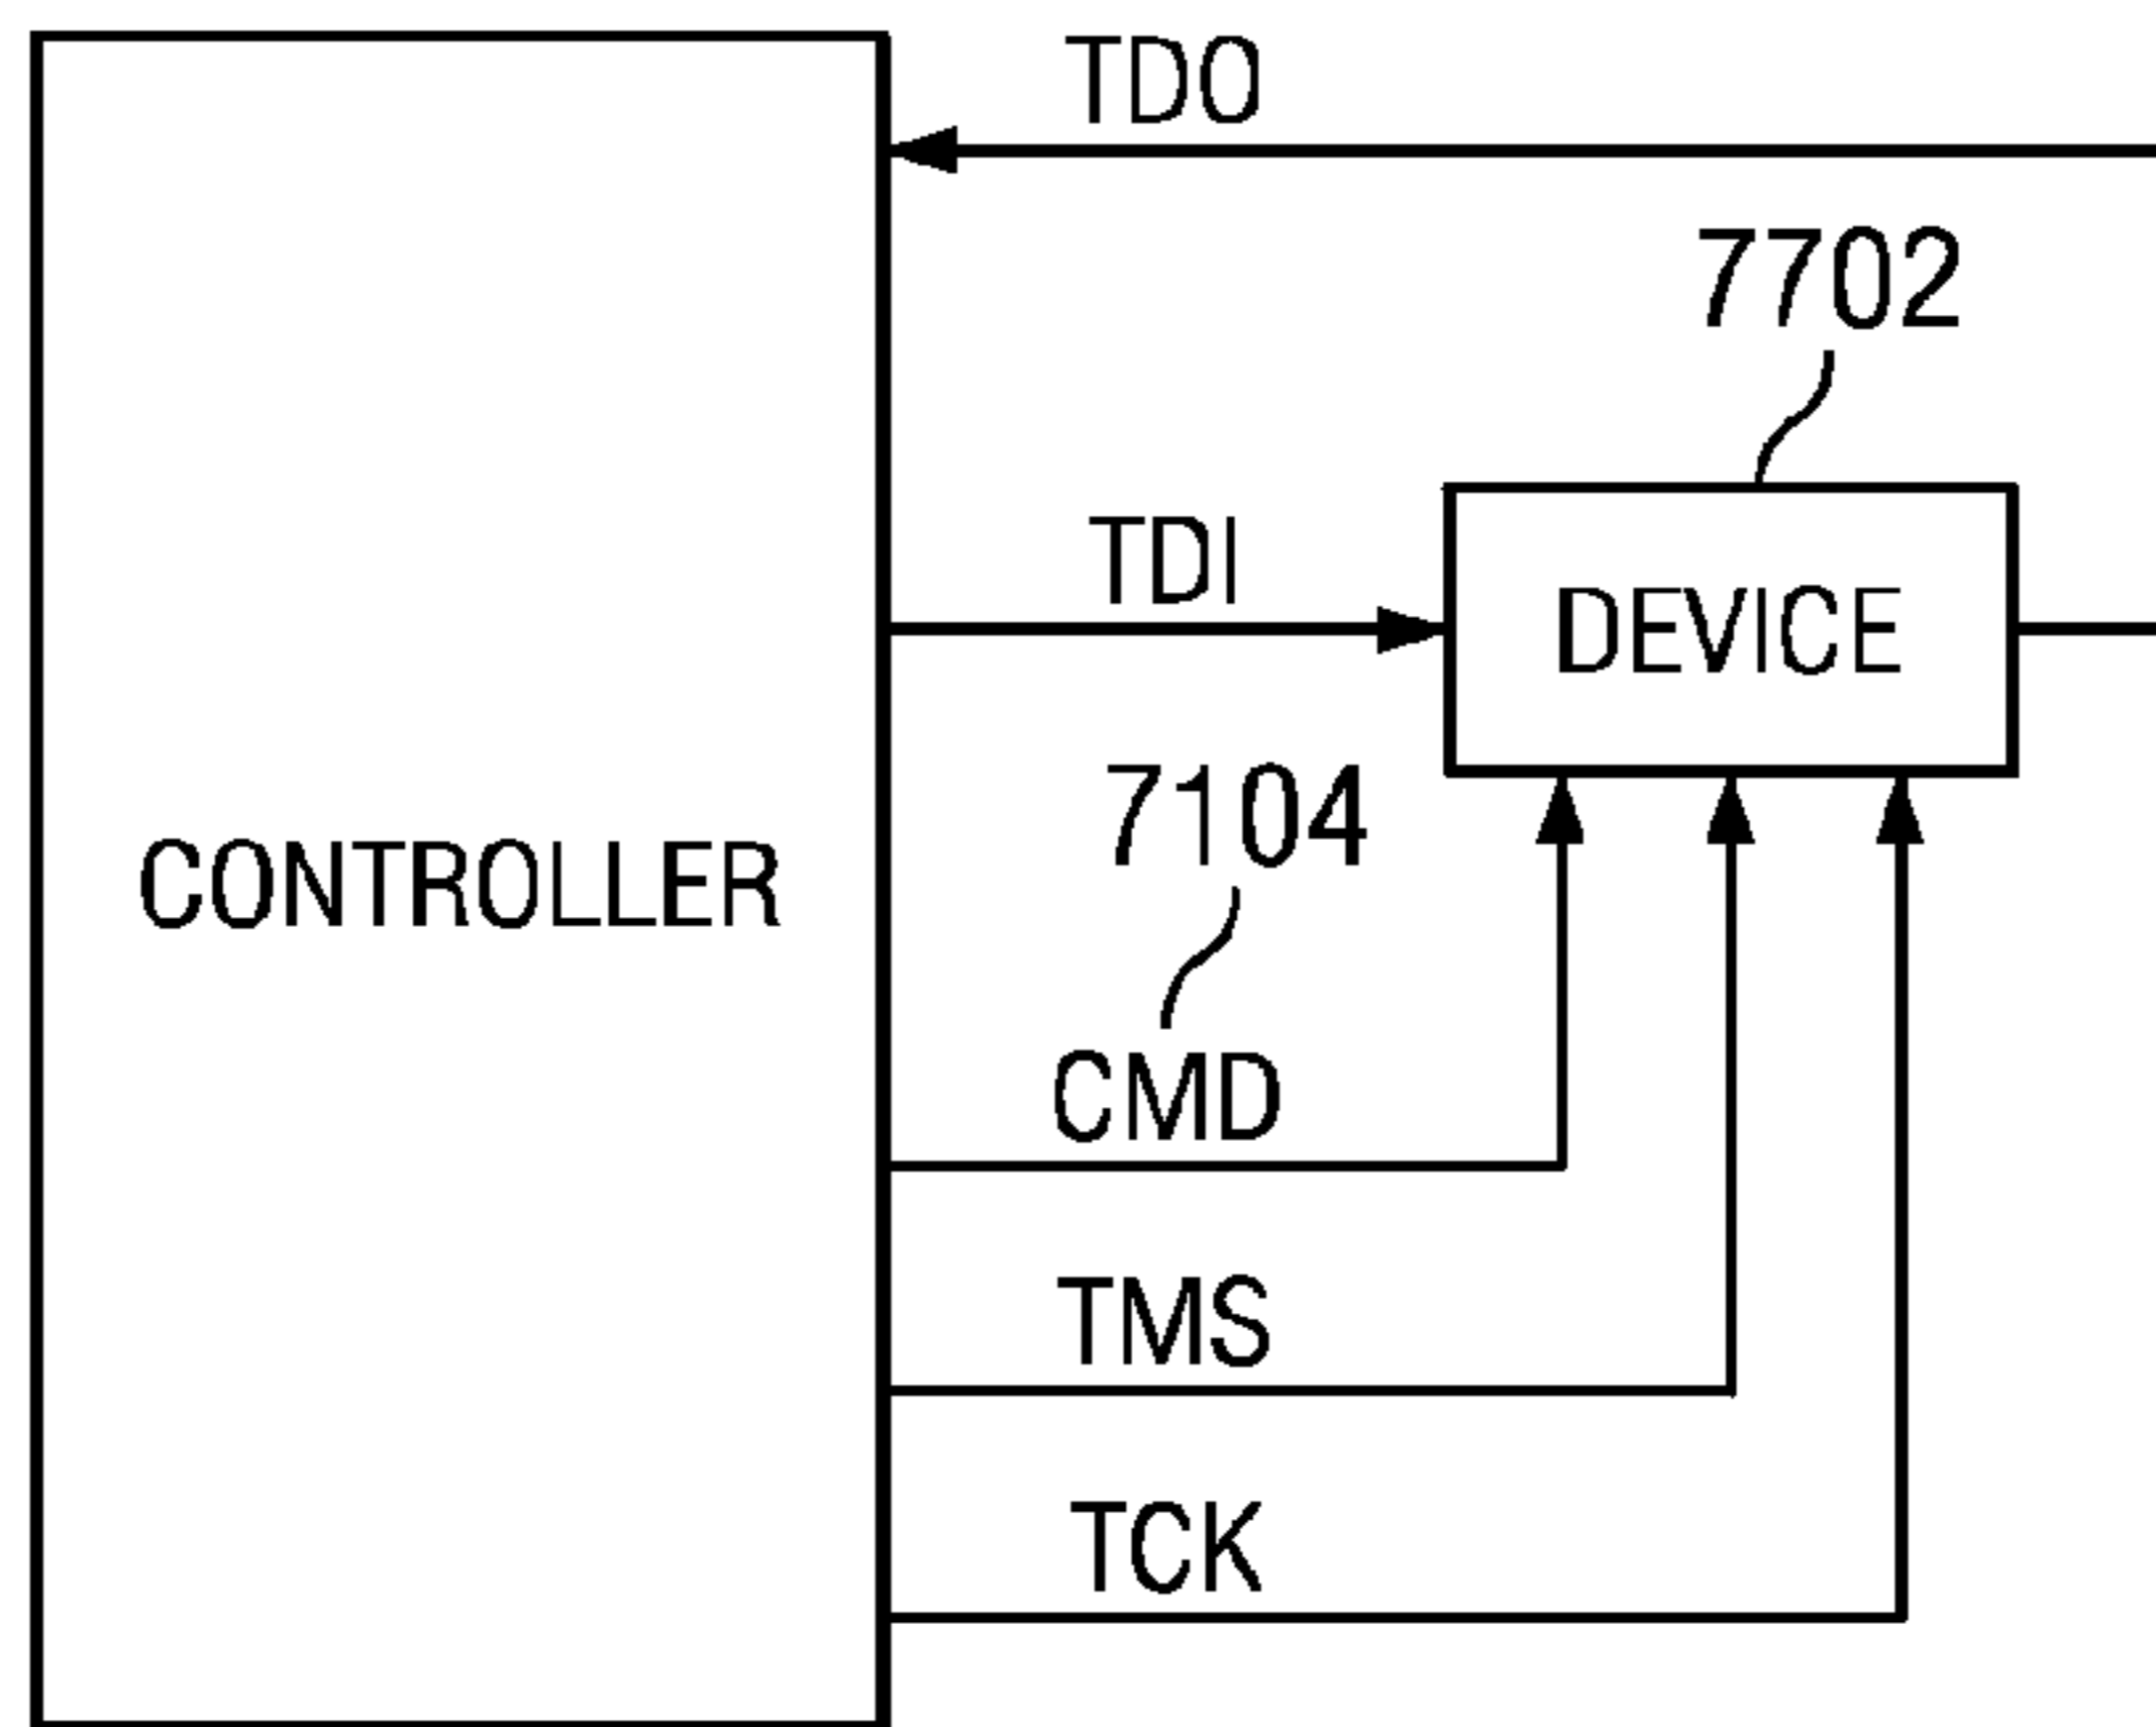 TDO
7702
TDI
DEVICE
7104
CONTROLLER
CMD
TMS
TCK